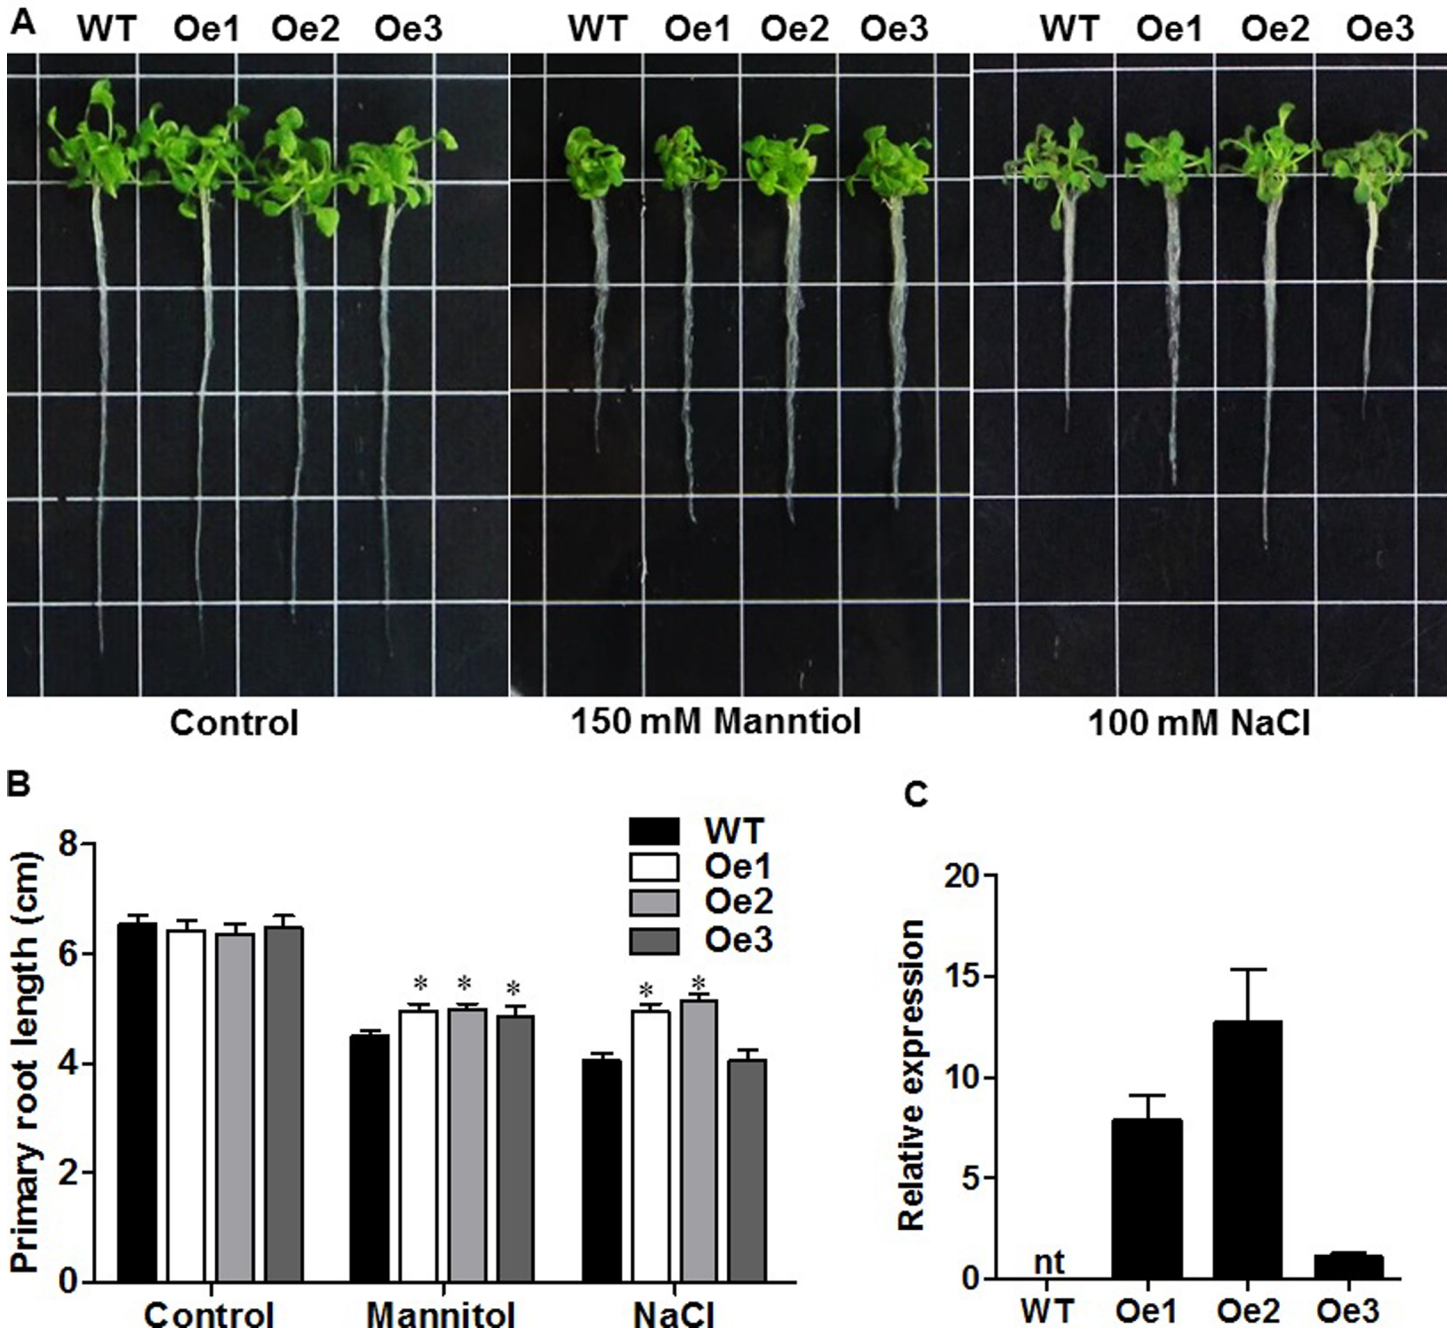 A WT Oe1 Oe2 Oe3 WT Oe1 Oe2 Oe3 WT Oe1 Oe2 Oe3
Control 150 mM Manntiol 100 mM NaCl
B
WT
Oe1
Oe2
Oe3
Primary root length (cm)
8
6
4
2
0
* * * * *
Control Mannitol NaCl
C
Relative expression
20
15
10
5
0
nt
WT Oe1 Oe2 Oe3